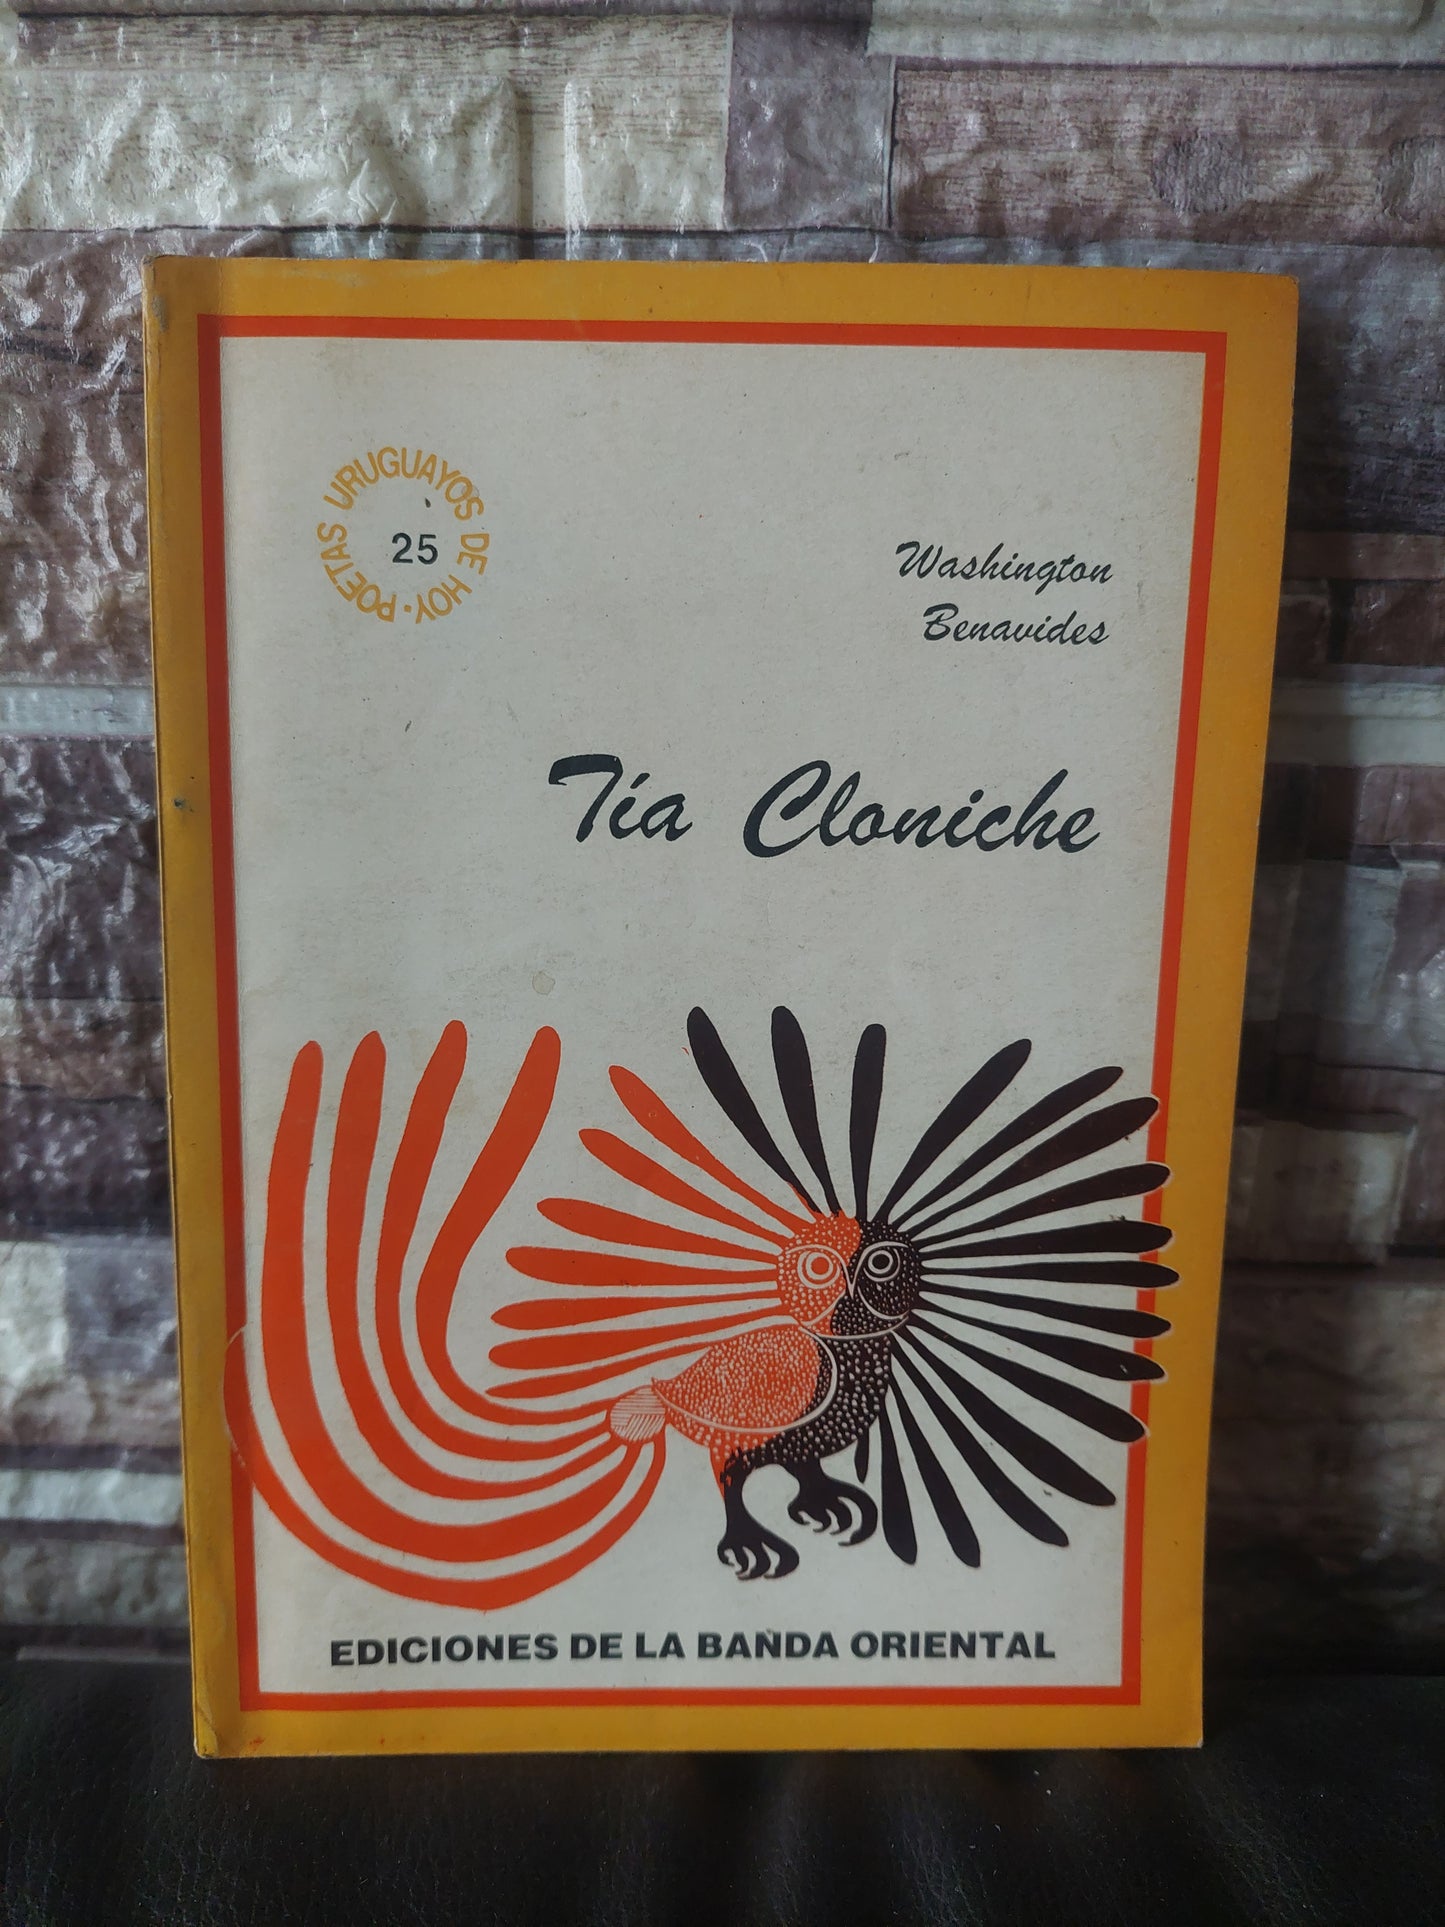 POETAS URUGUAYOS DE HOY •
25
Washington
Benavides
Tía Cloniche
EDICIONES DE LA BANDA ORIENTAL